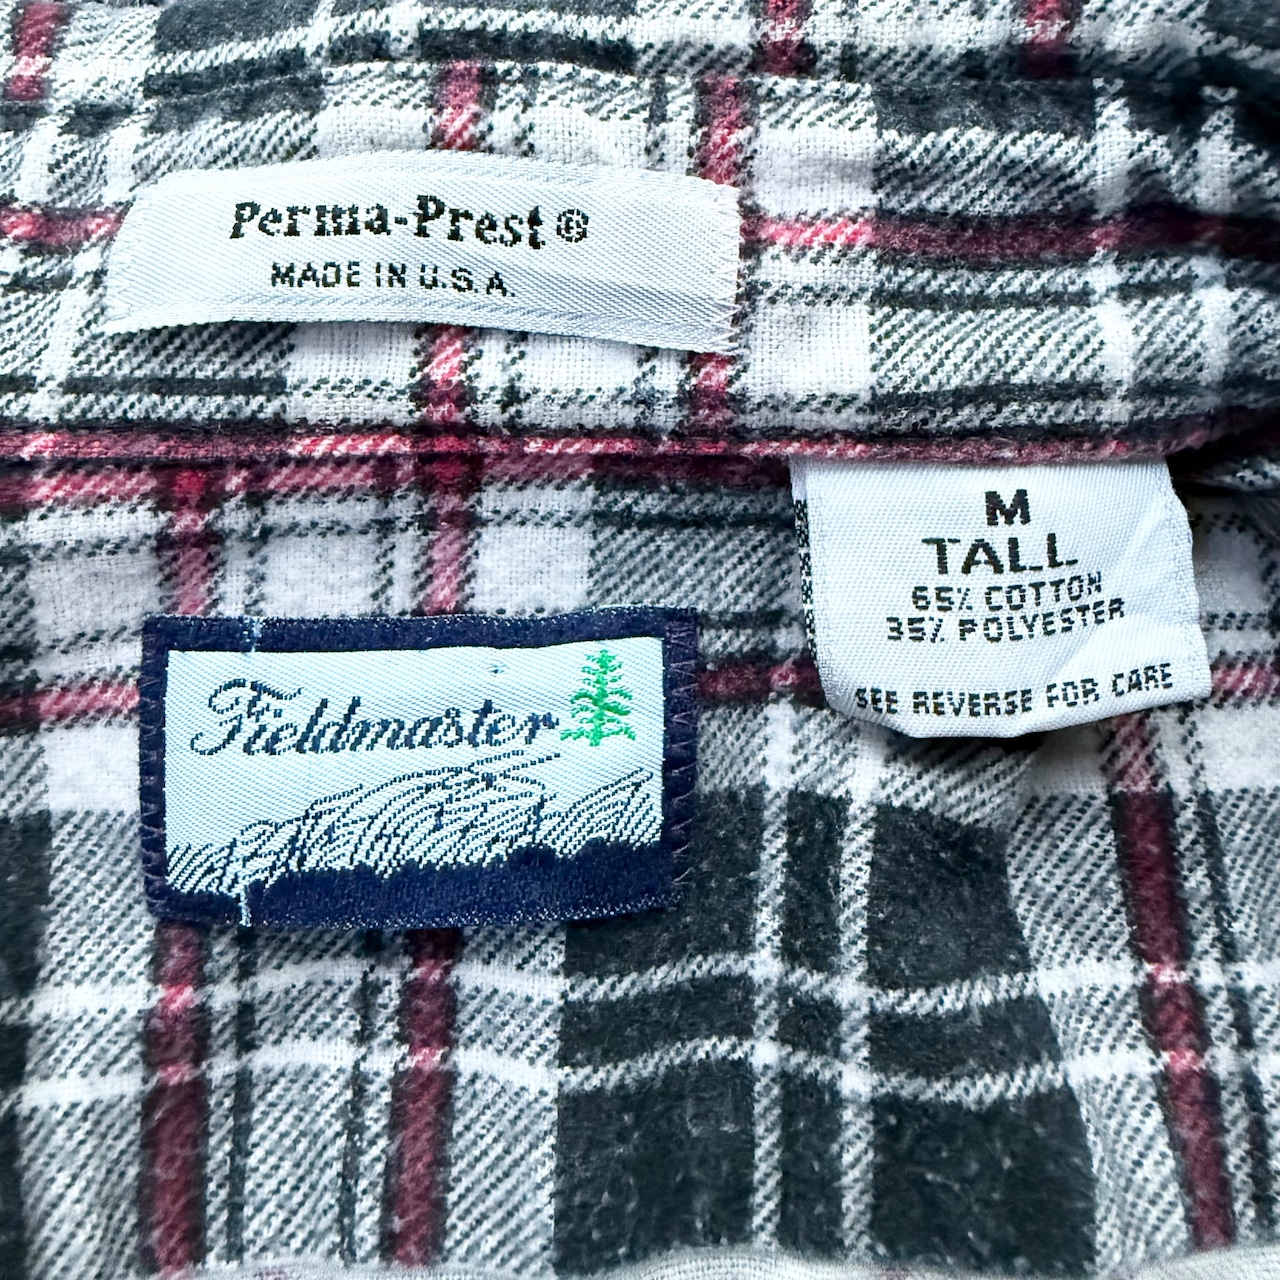 Perma-Prest®
MADE IN U.S.A.
M
TALL
65% COTTON
35% POLYESTER
SEE REVERSE FOR CARE
Fieldmaster